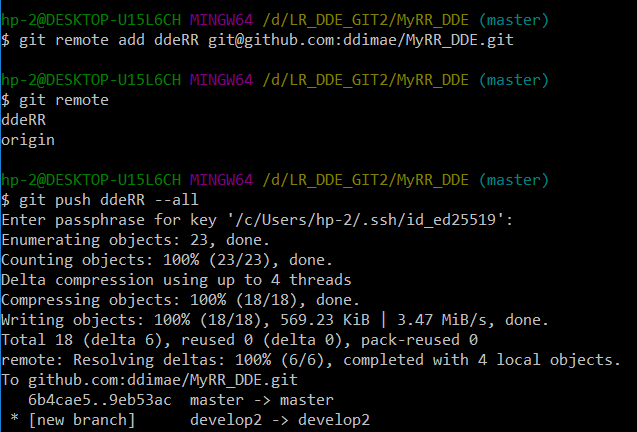 hp-2@DESKTOP-U15L6CH MINGW64 /d/LR_DDE_GIT2/MyRR_DDE (master)
$ git remote add ddeRR git@github.com:ddimae/MyRR_DDE.git
hp-2@DESKTOP-U15L6CH MINGW64 /d/LR_DDE_GIT2/MyRR_DDE (master)
$ git remote
ddeRR
origin
hp-2@DESKTOP-U15L6CH MINGW64 /d/LR_DDE_GIT2/MyRR_DDE (master)
$ git push ddeRR --all
Enter passphrase for key '/c/Users/hp-2/.ssh/id_ed25519':
Enumerating objects: 23, done.
Counting objects: 100% (23/23), done.
Delta compression using up to 4 threads
Compressing objects: 100% (18/18), done.
Writing objects: 100% (18/18), 569.23 KiB | 3.47 MiB/s, done.
Total 18 (delta 6), reused 0 (delta 0), pack-reused 0
remote: Resolving deltas: 100% (6/6), completed with 4 local objects.
To github.com:ddimae/MyRR_DDE.git
   6b4cae5..9eb53ac  master -> master
 * [new branch]      develop2 -> develop2